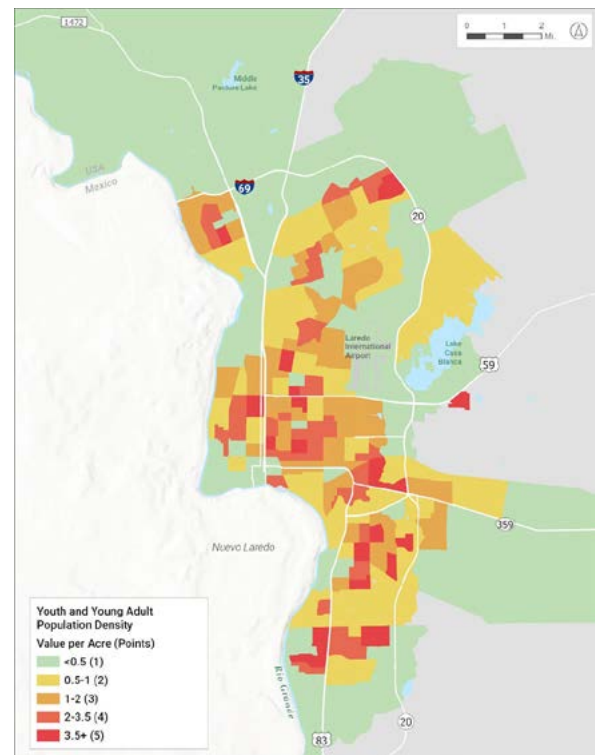 1472
0 1 2
Mi.
Middle
Pasture Lake
35
USA
Mexico
69
20
Laredo
International
Airport
Lake
Casa
Blanca
59
359
Nuevo Laredo
Youth and Young Adult
Population Density
Value per Acre (Points)
<0.5 (1)
0.5-1 (2)
1-2 (3)
2-3.5 (4)
3.5+ (5)
Rio Grande
83
20